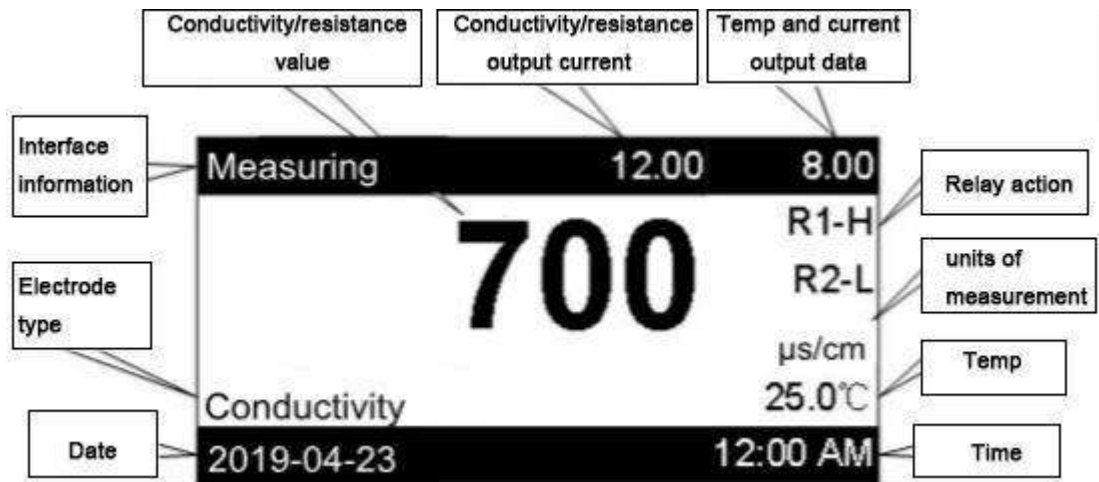 Conductivity/resistance
value
Conductivity/resistance
output current
Temp and current
output data
Interface
information
Measuring
12.00
8.00
700
R1-H
R2-L
Relay action
units of
measurement
Electrode
type
µs/cm
25.0℃
Temp
Conductivity
Date
2019-04-23
12:00 AM
Time